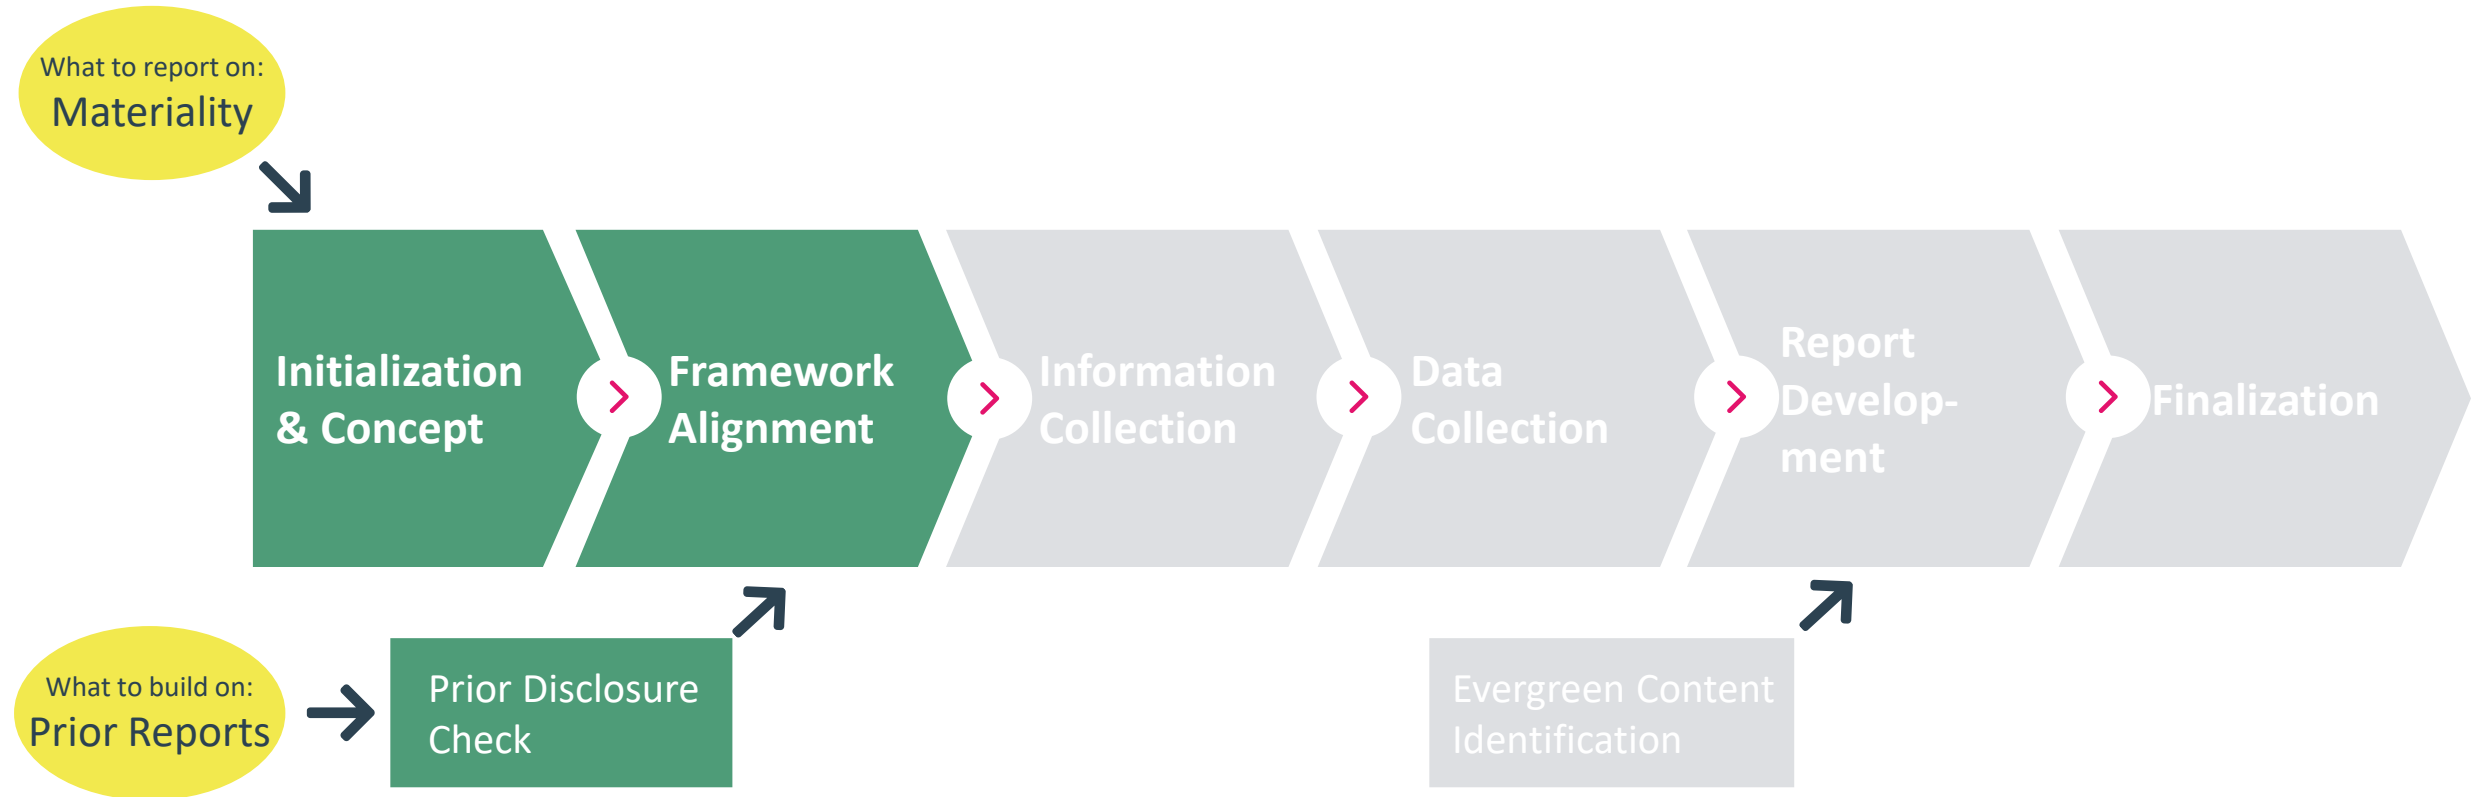 What to report on:
Materiality
Initialization
& Concept
Framework
Alignment
Information
Collection
Data
Collection
Report
Develop-
ment
Finalization
What to build on:
Prior Reports
Prior Disclosure
Check
Evergreen Content
Identification